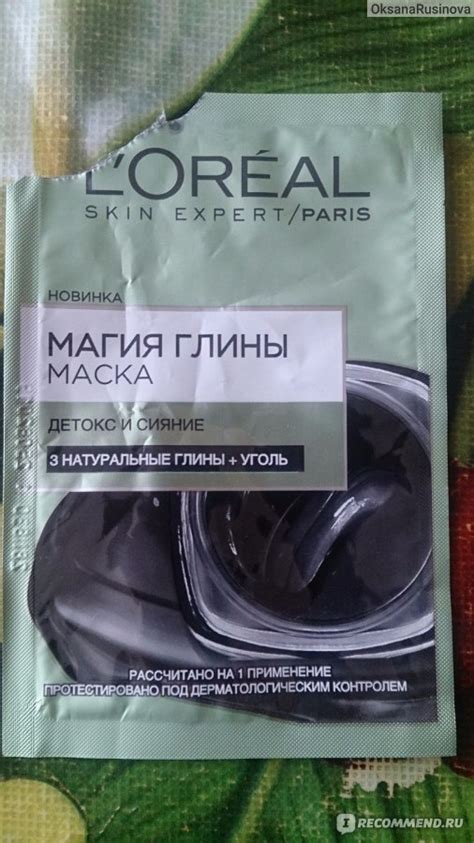 OksanaRusinova
L'ORÉAL
SKIN EXPERT/PARIS
НОВИНКА
МАГИЯ ГЛИНЫ
МАСКА
ДЕТОКС И СИЯНИЕ
3 НАТУРАЛЬНЫЕ ГЛИНЫ + УГОЛЬ
РАССЧИТАНО НА 1 ПРИМЕНЕНИЕ
ПРОТЕСТИРОВАНО ПОД ДЕРМАТОЛОГИЧЕСКИМ КОНТРОЛЕМ
IRECOMMEND.RU